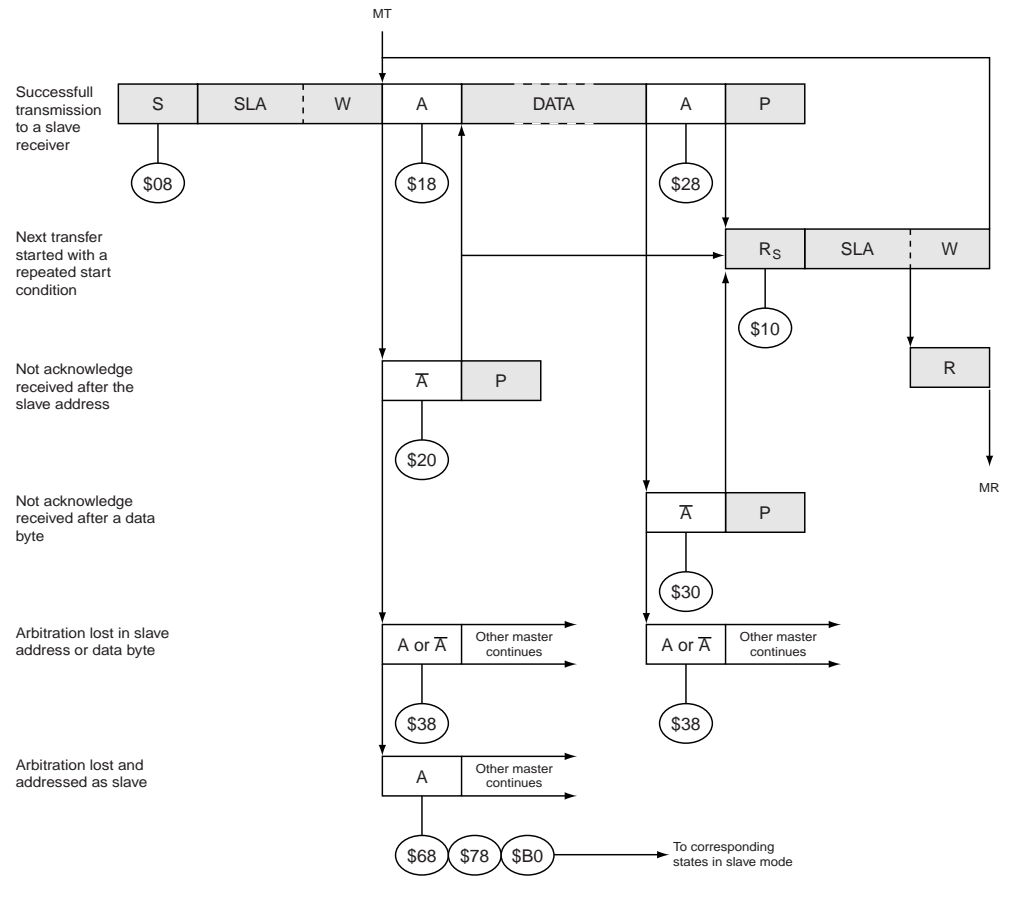 MT
Successfull
transmission
to a slave
receiver
S SLA W A DATA A P
$08 $18 $28
Next transfer
started with a
repeated start
condition
RS SLA W
$10
Not acknowledge
received after the
slave address
A̅ P
R
$20
MR
Not acknowledge
received after a data
byte
A̅ P
$30
Arbitration lost in slave
address or data byte
A or A̅ Other master
continues
A or A̅ Other master
continues
$38 $38
Arbitration lost and
addressed as slave
A Other master
continues
$68 $78 $B0
To corresponding
states in slave mode